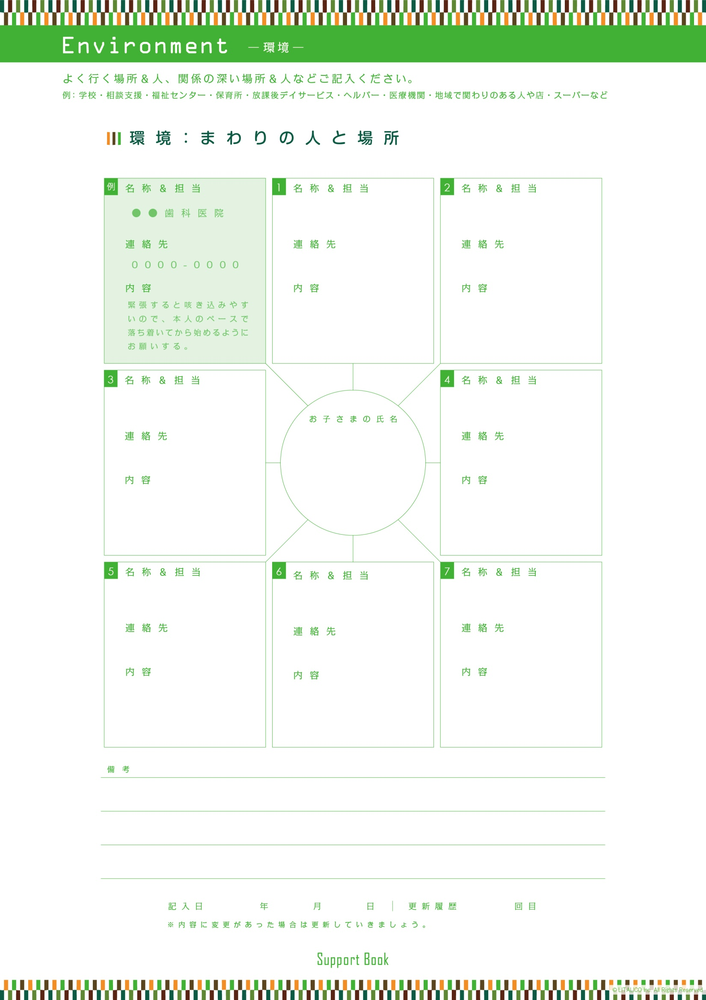 Environment ―環境―
よく行く場所&人、関係の深い場所&人などご記入ください。
例：学校・相談支援・福祉センター・保育所・放課後デイサービス・ヘルパー・医療機関・地域で関わりのある人や店・スーパーなど
環境：まわりの人と場所
例 名称&担当
●●歯科医院
連絡先
0000-0000
内容
緊張すると咳き込みやす
いので、本人のペースで
落ち着いてから始めるように
お願いする。
1 名称&担当
連絡先
内容
2 名称&担当
連絡先
内容
3 名称&担当
連絡先
内容
お子さまの氏名
4 名称&担当
連絡先
内容
5 名称&担当
連絡先
内容
6 名称&担当
連絡先
内容
7 名称&担当
連絡先
内容
備考
記入日 年 月 日 更新履歴 回目
※内容に変更があった場合は更新していきましょう。
Support Book
© LITALICO Inc. All Rights Reserved